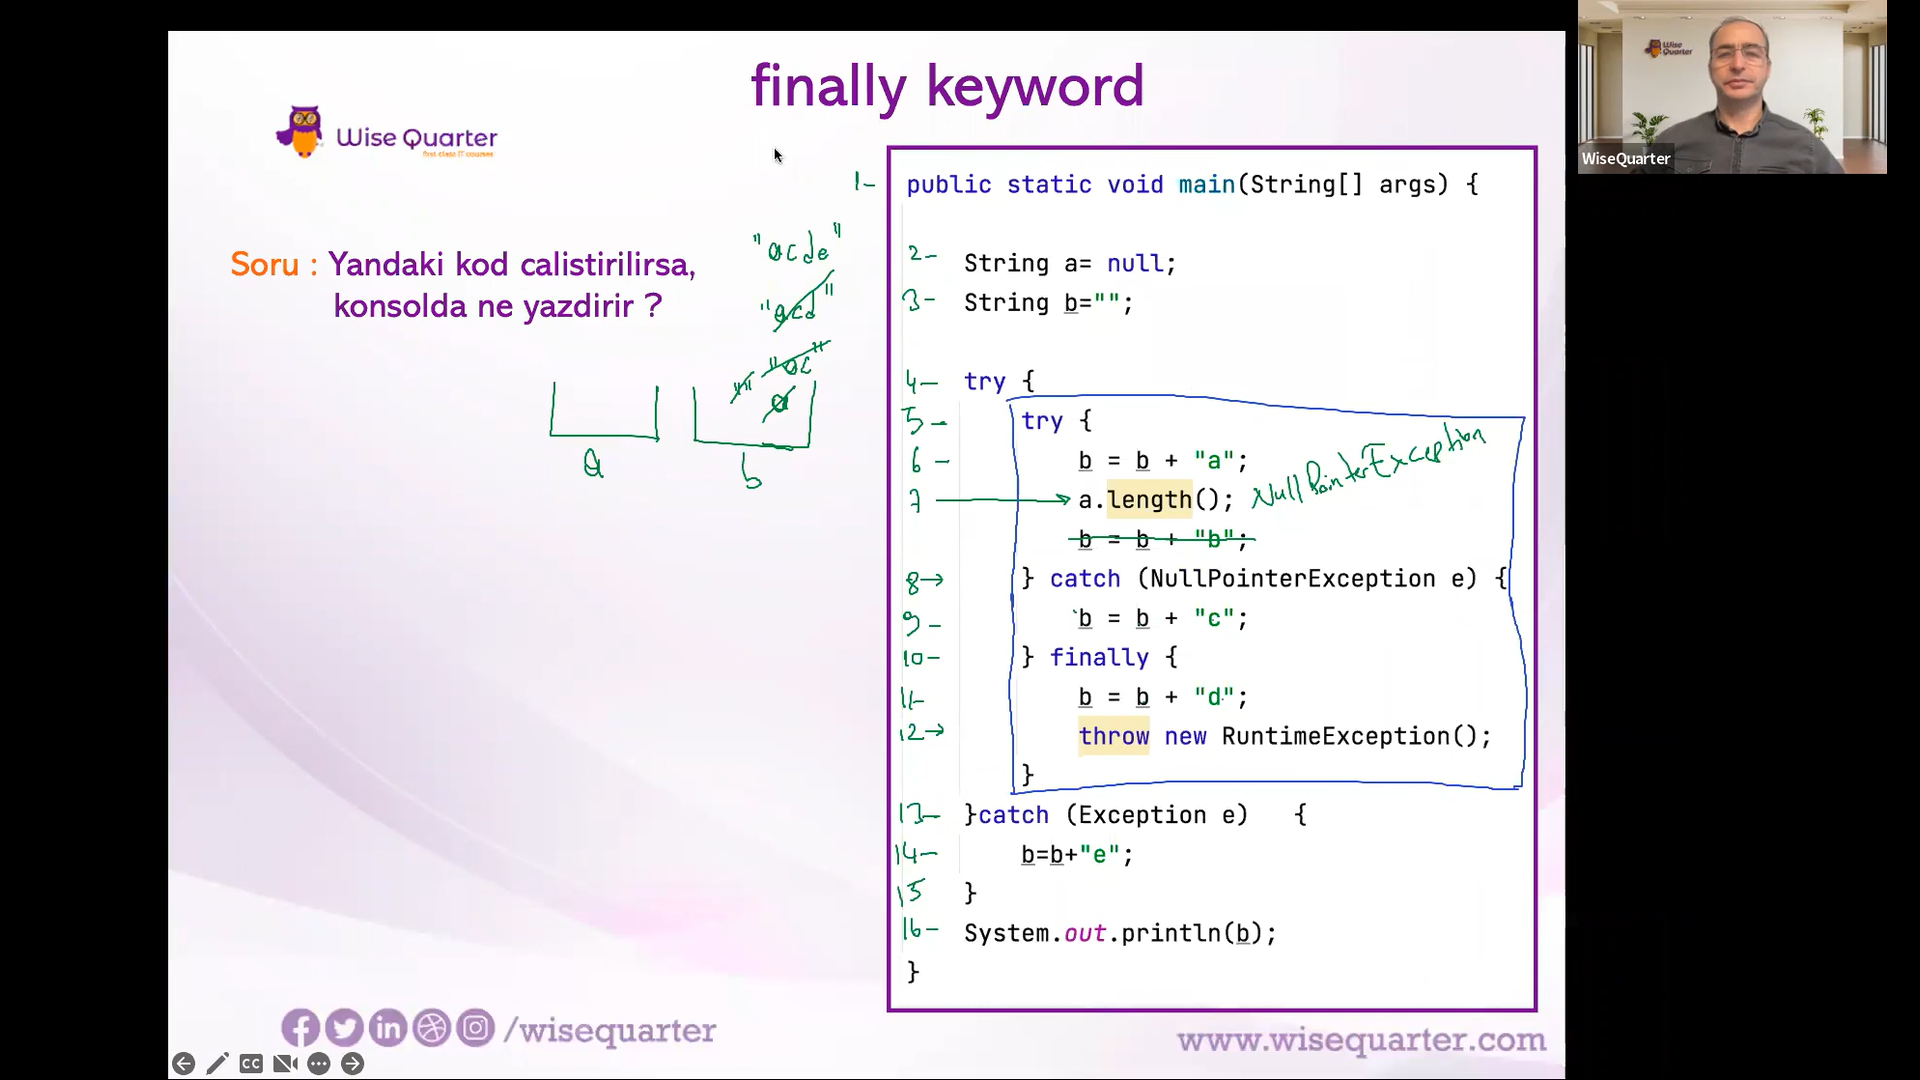 finally keyword
Wise Quarter
first class IT courses
Soru : Yandaki kod calistirilirsa,
konsolda ne yazdirir ?
"acde"
"acd"
"ac"
""
a
a
b
1- public static void main(String[] args) {
2- String a= null;
3- String b="";
4- try {
5- try {
6- b = b + "a";
7 → a.length(); NullPointerException
b = b + "b";
8→ } catch (NullPointerException e) {
9- b = b + "c";
10- } finally {
11- b = b + "d";
12→ throw new RuntimeException();
}
13- }catch (Exception e) {
14- b=b+"e";
15 }
16- System.out.println(b);
}
/wisequarter
www.wisequarter.com
CC
Wise
Quarter
WiseQuarter